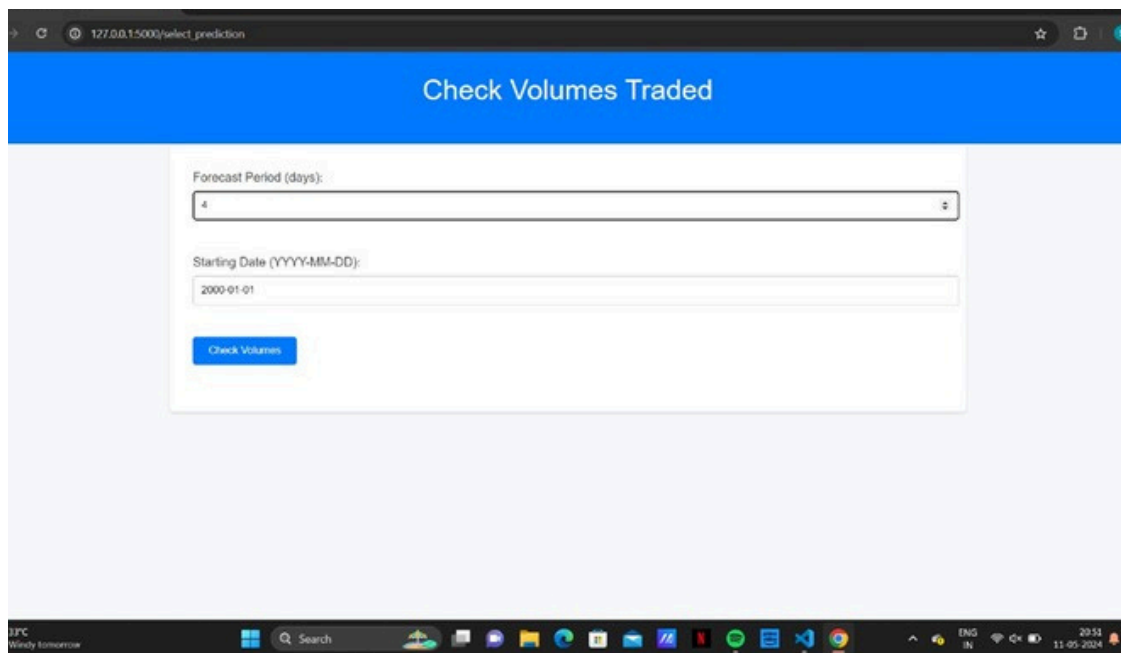 127.0.0.1:5000/select_prediction
Check Volumes Traded
Forecast Period (days):
4
Starting Date (YYYY-MM-DD):
2000-01-01
Check Volumes
33°C
Windy tomorrow
Search
ENG
IN
20:51
11-05-2024